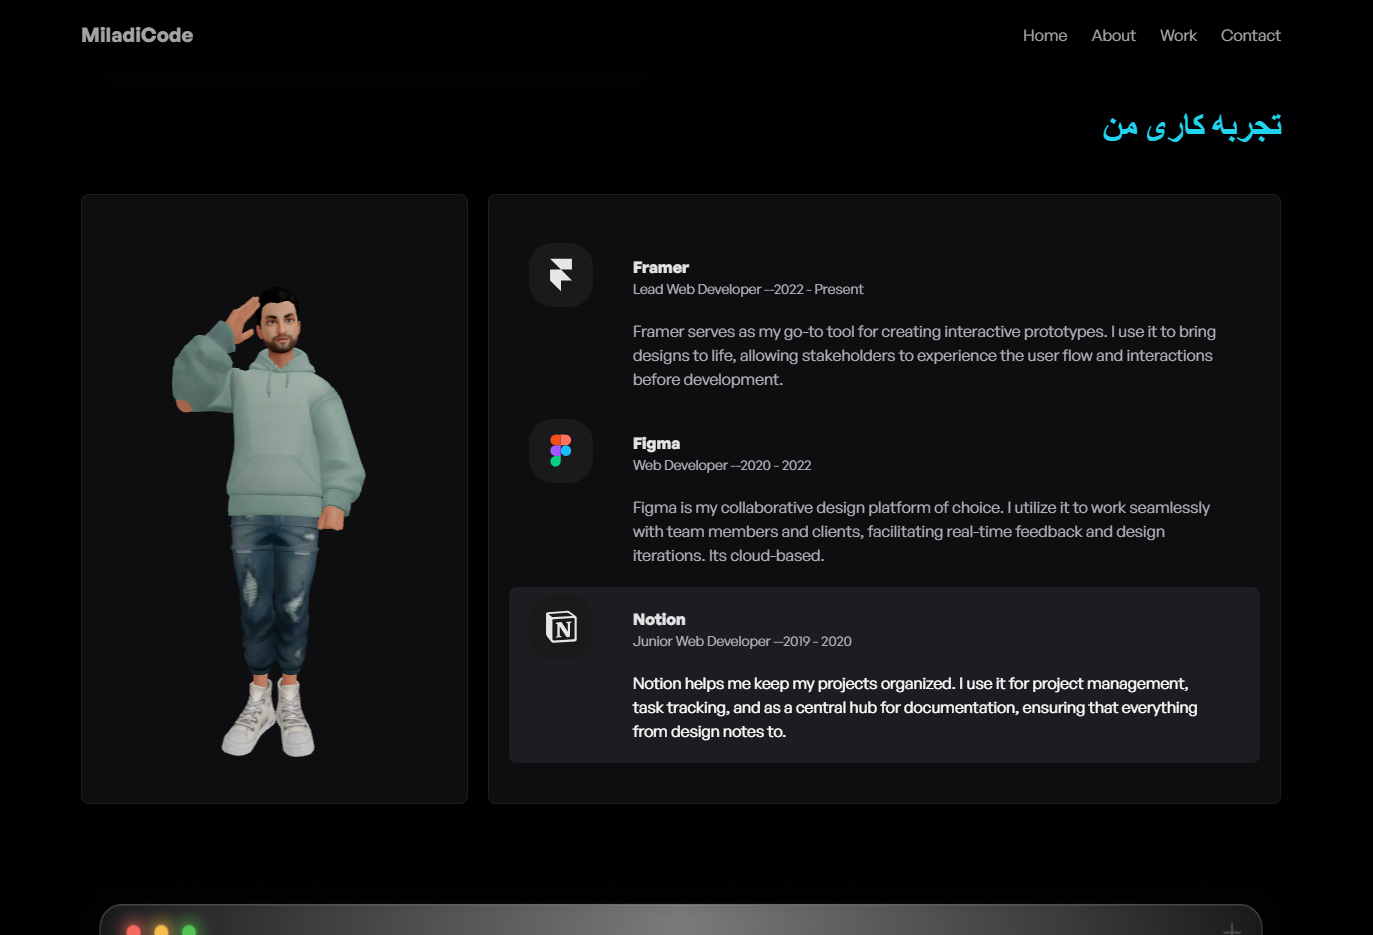 MiladiCode
Home
About
Work
Contact
تجربه کاری من
Framer
Lead Web Developer --2022 - Present
Framer serves as my go-to tool for creating interactive prototypes. I use it to bring
designs to life, allowing stakeholders to experience the user flow and interactions
before development.
Figma
Web Developer --2020 - 2022
Figma is my collaborative design platform of choice. I utilize it to work seamlessly
with team members and clients, facilitating real-time feedback and design
iterations. Its cloud-based.
N
Notion
Junior Web Developer --2019 - 2020
Notion helps me keep my projects organized. I use it for project management,
task tracking, and as a central hub for documentation, ensuring that everything
from design notes to.